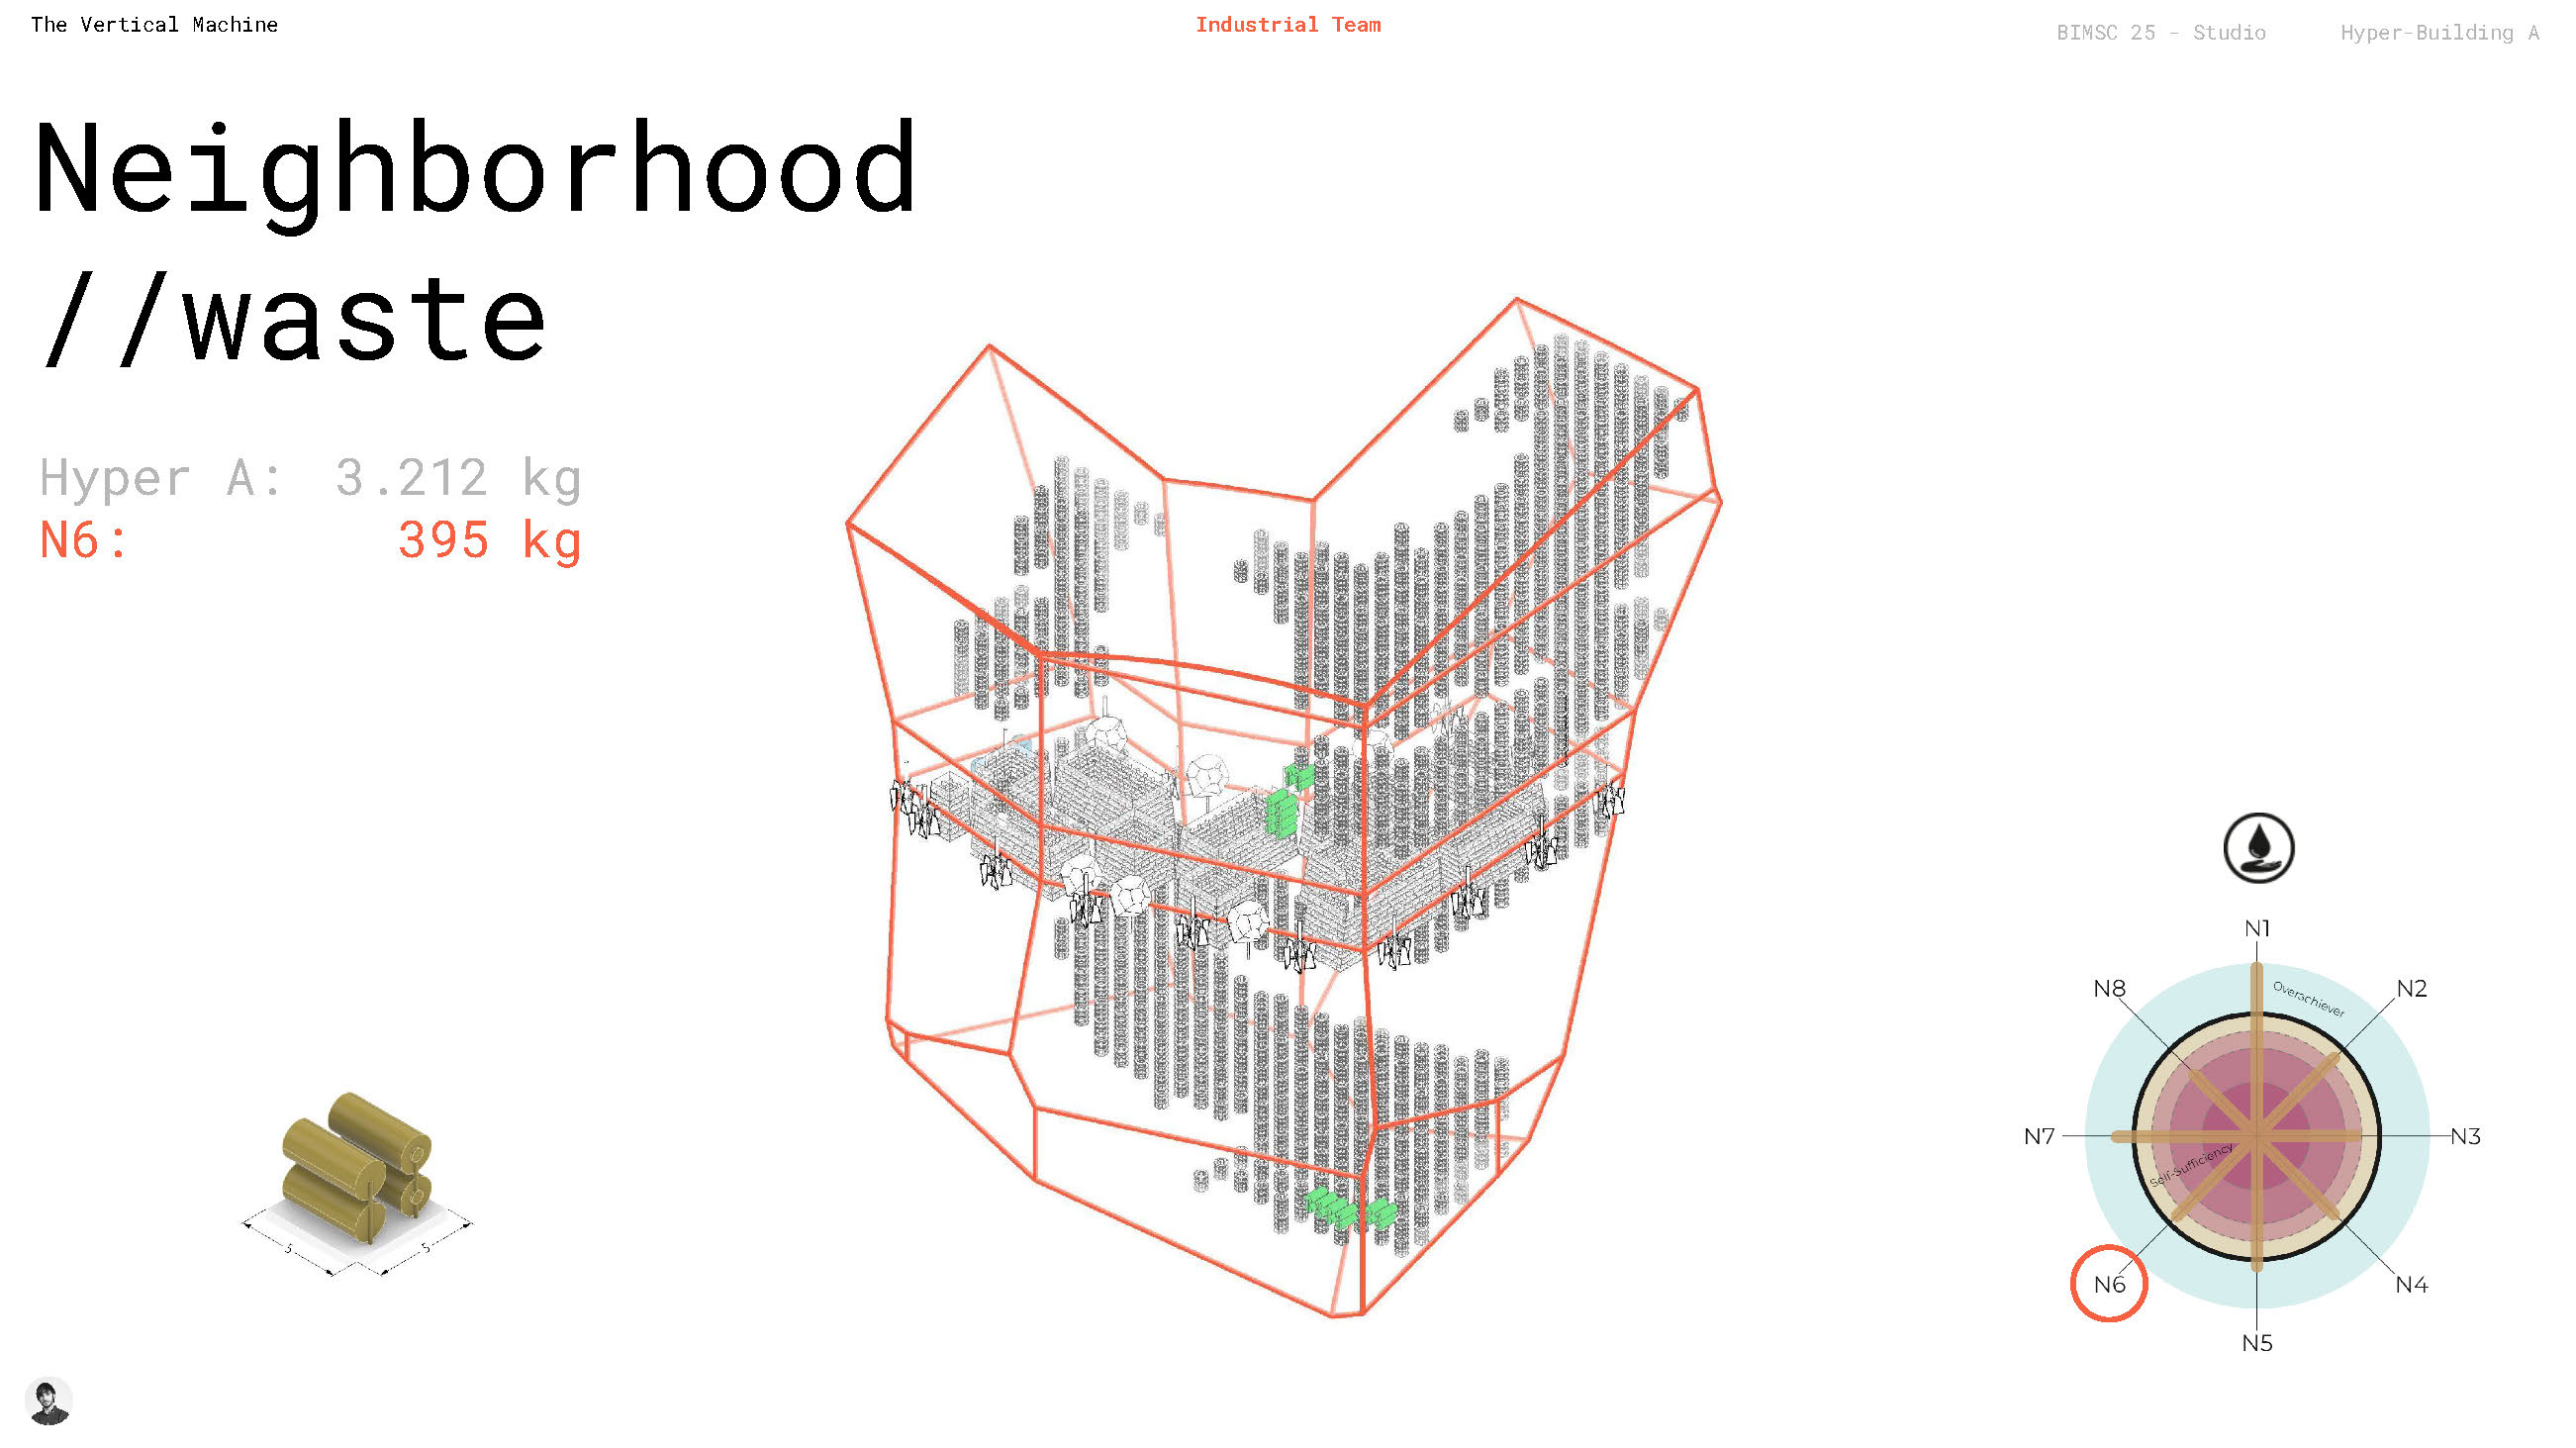 The Vertical Machine
Industrial Team
BIMSC 25 - Studio
Hyper-Building A
Neighborhood
//waste
Hyper A: 3.212 kg
N6: 395 kg
5
5
N1
N2
N3
N4
N5
N6
N7
N8
Overachiever
Self-Sufficiency